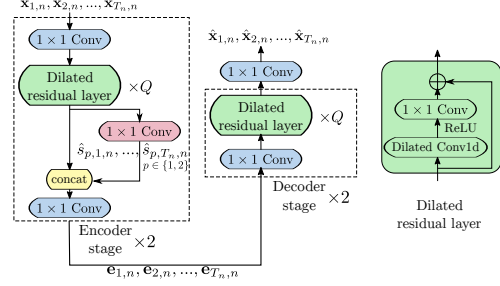 x_{1,n}, x_{2,n}, ..., x_{T_n,n}
1 × 1 Conv
Dilated
residual layer
×Q
1 × 1 Conv
ŝ_{p,1,n}, ..., ŝ_{p,T_n,n}
p ∈ {1, 2}
concat
1 × 1 Conv
Encoder
stage ×2
e_{1,n}, e_{2,n}, ..., e_{T_n,n}
x̂_{1,n}, x̂_{2,n}, ..., x̂_{T_n,n}
1 × 1 Conv
Dilated
residual layer
×Q
1 × 1 Conv
Decoder
stage ×2
1 × 1 Conv
ReLU
Dilated Conv1d
Dilated
residual layer